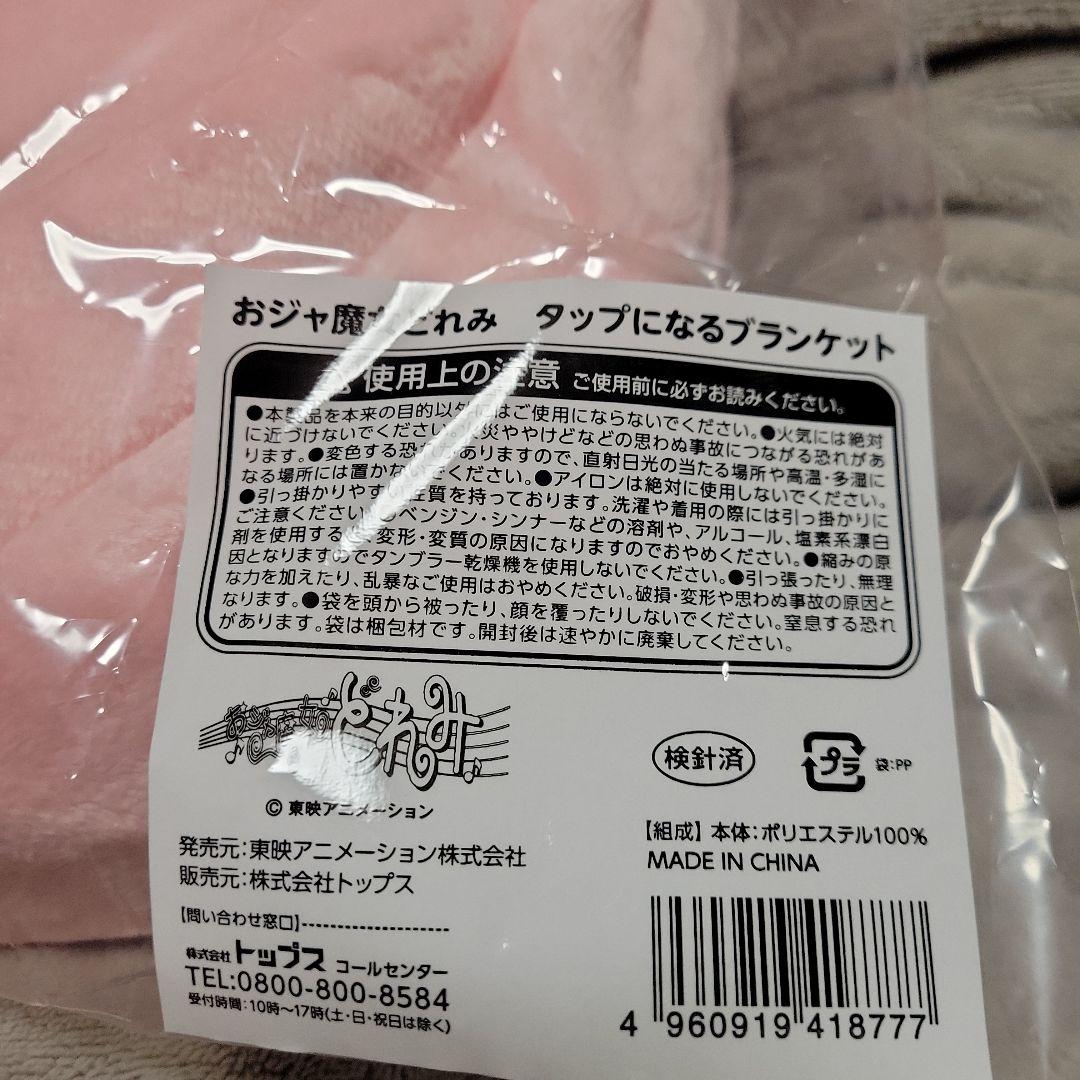 おジャ魔女どれみ タップになるブランケット
使用上の注意 ご使用前に必ずお読みください。
●本製品を本来の目的以外にはご使用にならないでください。●火気には絶対
に近づけないでください。火災ややけどなどの思わぬ事故につながる恐れがあ
ります。●変色する恐れがありますので、直射日光の当たる場所や高温・多湿に
なる場所には置かないでください。●アイロンは絶対に使用しないでください。
●引っ掛かりやすい性質を持っております。洗濯や着用の際には引っ掛かりに
ご注意ください。●ベンジン・シンナーなどの溶剤や、アルコール、塩素系漂白
剤を使用すると変形・変質の原因になりますのでおやめください。●縮みの原
因となりますのでタンブラー乾燥機を使用しないでください。●引っ張ったり、無理
な力を加えたり、乱暴なご使用はおやめください。破損・変形や思わぬ事故の原因と
なります。●袋を頭から被ったり、顔を覆ったりしないでください。窒息する恐れ
があります。袋は梱包材です。開封後は速やかに廃棄してください。
おジャ魔女どれみ
© 東映アニメーション
検針済
プラ 袋:PP
発売元:東映アニメーション株式会社
販売元:株式会社トップス
【組成】本体:ポリエステル100%
MADE IN CHINA
【問い合わせ窓口】--------------------
株式会社トップス コールセンター
TEL:0800-800-8584
受付時間:10時〜17時(土・日・祝日は除く)
4 960919 418777